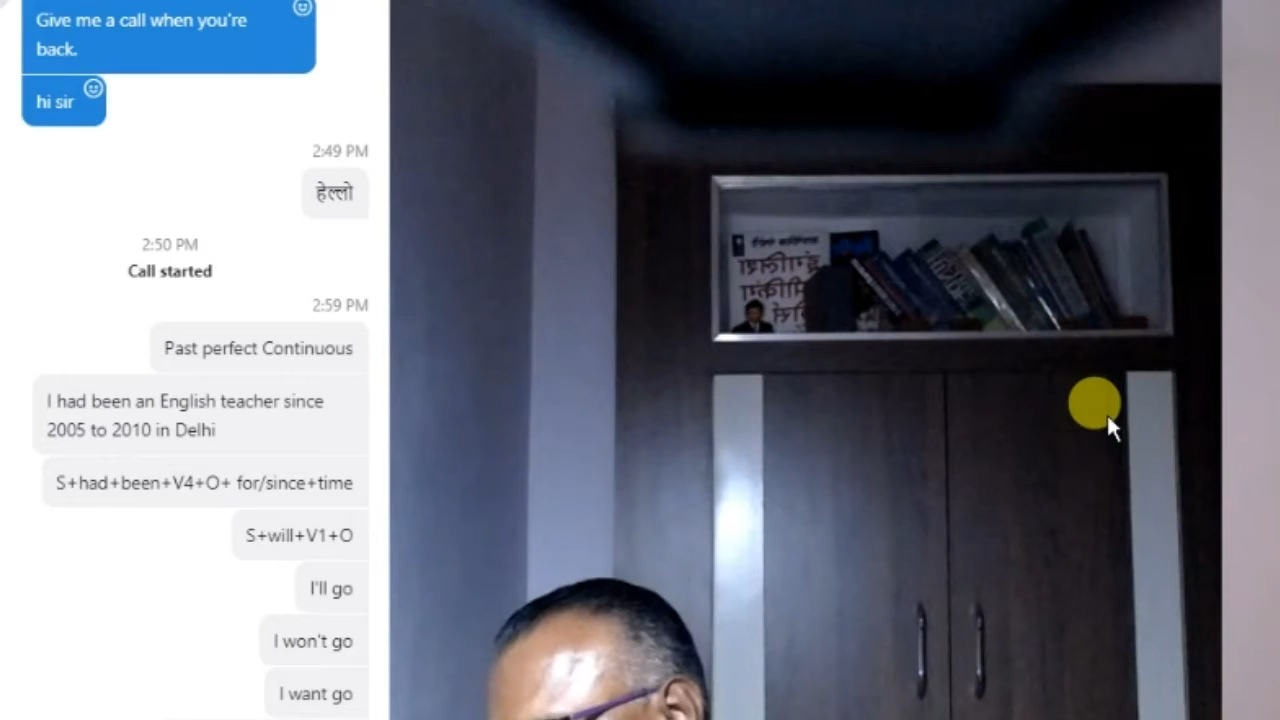 Give me a call when you're
back.
hi sir
2:49 PM
हेल्लो
2:50 PM
Call started
2:59 PM
Past perfect Continuous
I had been an English teacher since
2005 to 2010 in Delhi
S+had+been+V4+O+ for/since+time
S+will+V1+O
I'll go
I won't go
I want go
इंगलिश